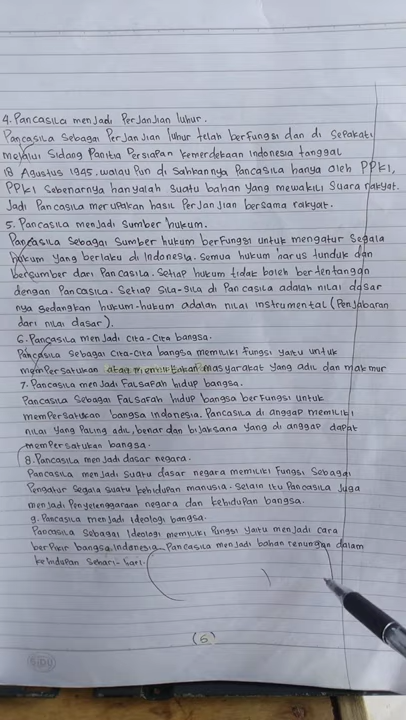 4. Pancasila menjadi Perjanjian luhur.
Pancasila Sebagai Perjanjian luhur telah berfungsi dan di Sepakati
melalui Sidang Panitia Persiapan kemerdekaan Indonesia tanggal
18 Agustus 1945. walau Pun di Sahkannya Pancasila hanya oleh PPKI,
PPKI Sebenarnya hanyalah Suatu bahan yang mewakili Suara rakyat.
Jadi Pancasila merupakan hasil Perjanjian bersama rakyat.
5. Pancasila menjadi Sumber hukum.
Pancasila Sebagai Sumber hukum berfungsi untuk mengatur Segala
hukum yang berlaku di Indonesia. Semua hukum harus tunduk dan
bersumber dari Pancasila. Setiap hukum tidak boleh bertentangan
dengan Pancasila. Setiap Sila-Sila di Pancasila adalah nilai dasar
nya Sedangkan hukum-hukum adalah nilai instrumental (Penjabaran
dari nilai dasar).
6. Pancasila menjadi Cita-Cita bangsa.
Pancasila Sebagai Cita-Cita bangsa memiliki fungsi yaitu untuk
mempersatukan masyarakat yang adil dan makmur
7. Pancasila menjadi Falsafah hidup bangsa.
Pancasila Sebagai Falsafah hidup bangsa berfungsi untuk
mempersatukan bangsa Indonesia. Pancasila di anggap memiliki
nilai yang Paling adil, benar dan bijaksana yang di anggap dapat
mempersatukan bangsa.
8. Pancasila menjadi dasar negara.
Pancasila menjadi Suatu dasar negara memiliki Fungsi Sebagai
Pengatur Segala Suatu kehidupan manusia. Selain itu Pancasila Juga
menjadi Penyelenggaraan negara dan kehidupan bangsa.
9. Pancasila menjadi Ideologi bangsa.
Pancasila Sebagai Ideologi memiliki Fungsi yaitu menjadi Cara
berpikir bangsa Indonesia. Pancasila menjadi bahan renungan dalam
kehidupan Sehari-hari.
(6)
SIDU